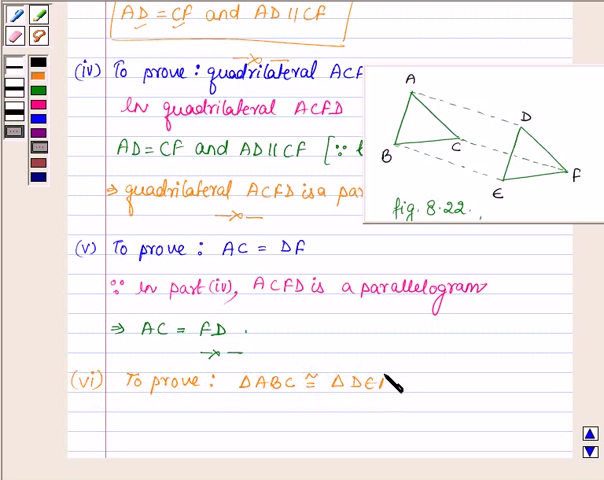 AD = CF and AD || CF
(iv) To prove : quadrilateral ACF
In quadrilateral ACFD
AD = CF and AD || CF [∵
⇒ quadrilateral ACFD is a par
A
D
B
C
E
F
fig. 8.22.
(v) To prove : AC = DF
∵ in part (iv), ACFD is a parallelogram
⇒ AC = FD .
(vi) To prove : ΔABC ≅ ΔDE